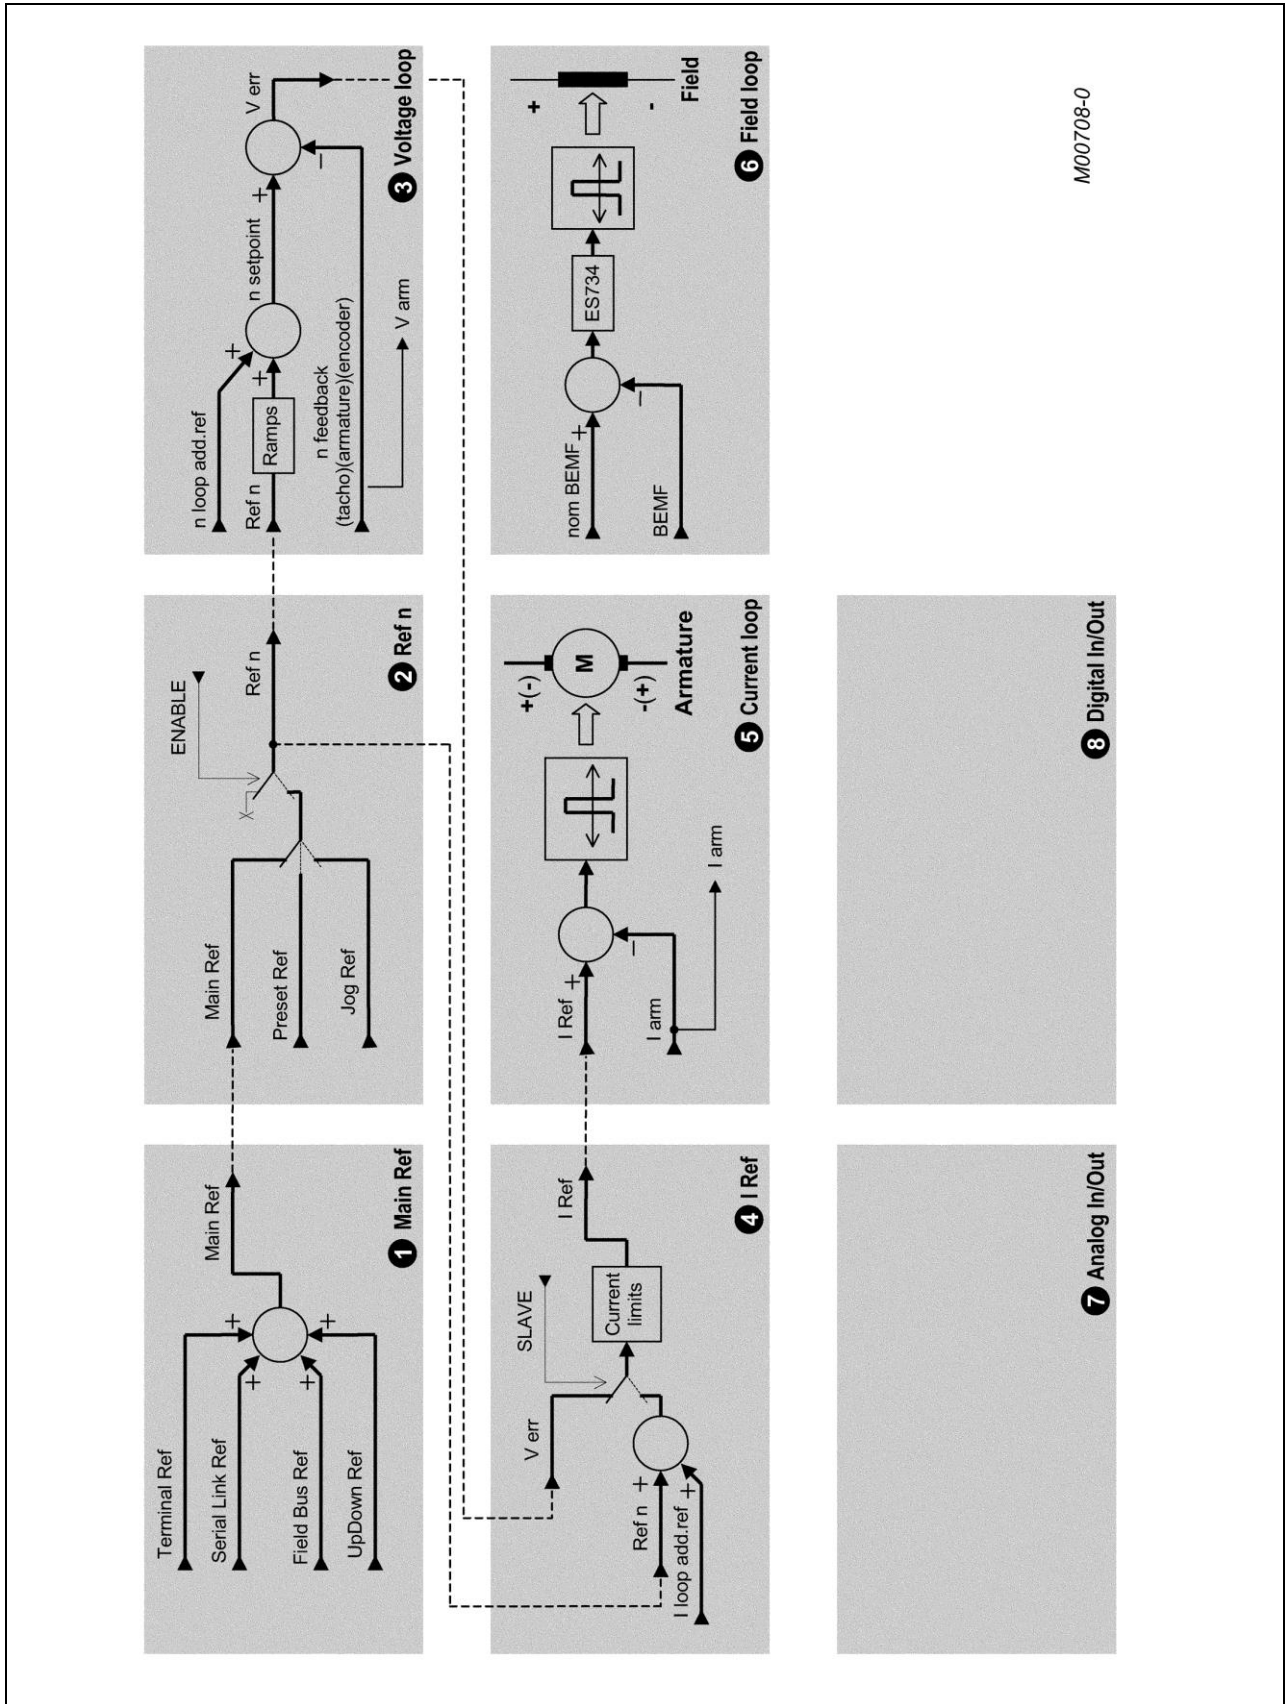 Terminal Ref
Serial Link Ref
Field Bus Ref
UpDown Ref
+
+
+
+
Main Ref
1 Main Ref
Main Ref
Preset Ref
Jog Ref
ENABLE
X
Ref n
2 Ref n
n loop add.ref
Ref n
Ramps
+
+
n setpoint
+
–
V err
n feedback
(tacho)(armature)(encoder)
V arm
3 Voltage loop
V err
SLAVE
Ref n
+
I loop add.ref
+
Current
limits
I Ref
4 I Ref
I Ref
+
–
I arm
I arm
+(-)
M
-(+)
Armature
5 Current loop
nom BEMF
+
–
BEMF
ES734
+
-
Field
6 Field loop
7 Analog In/Out
8 Digital In/Out
M00708-0